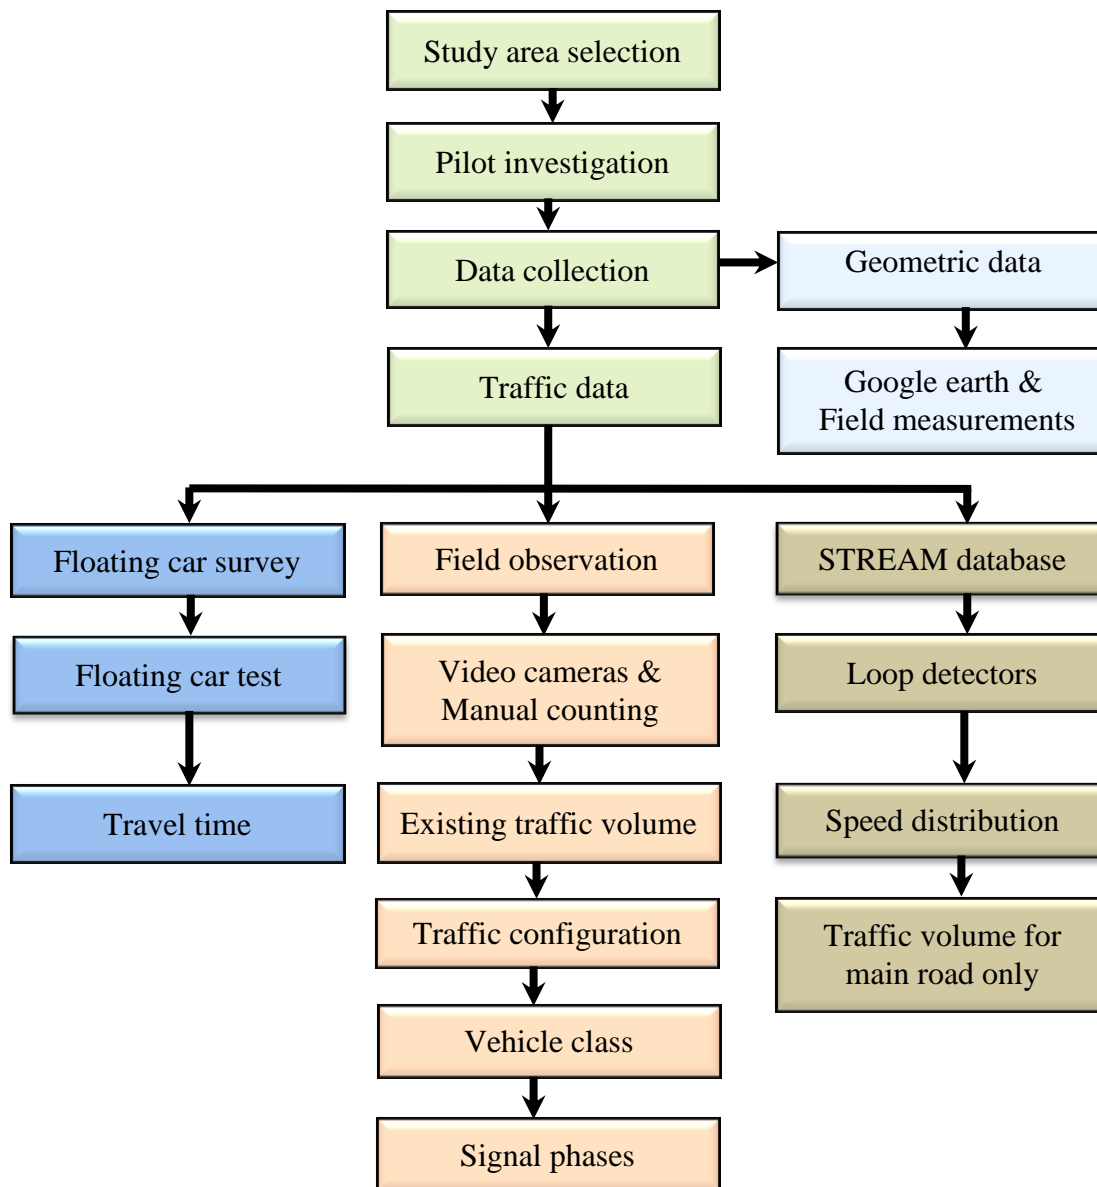 Study area selection
Pilot investigation
Data collection
Geometric data
Traffic data
Google earth &
Field measurements
Floating car survey
Field observation
STREAM database
Floating car test
Video cameras &
Manual counting
Loop detectors
Travel time
Existing traffic volume
Speed distribution
Traffic configuration
Traffic volume for
main road only
Vehicle class
Signal phases